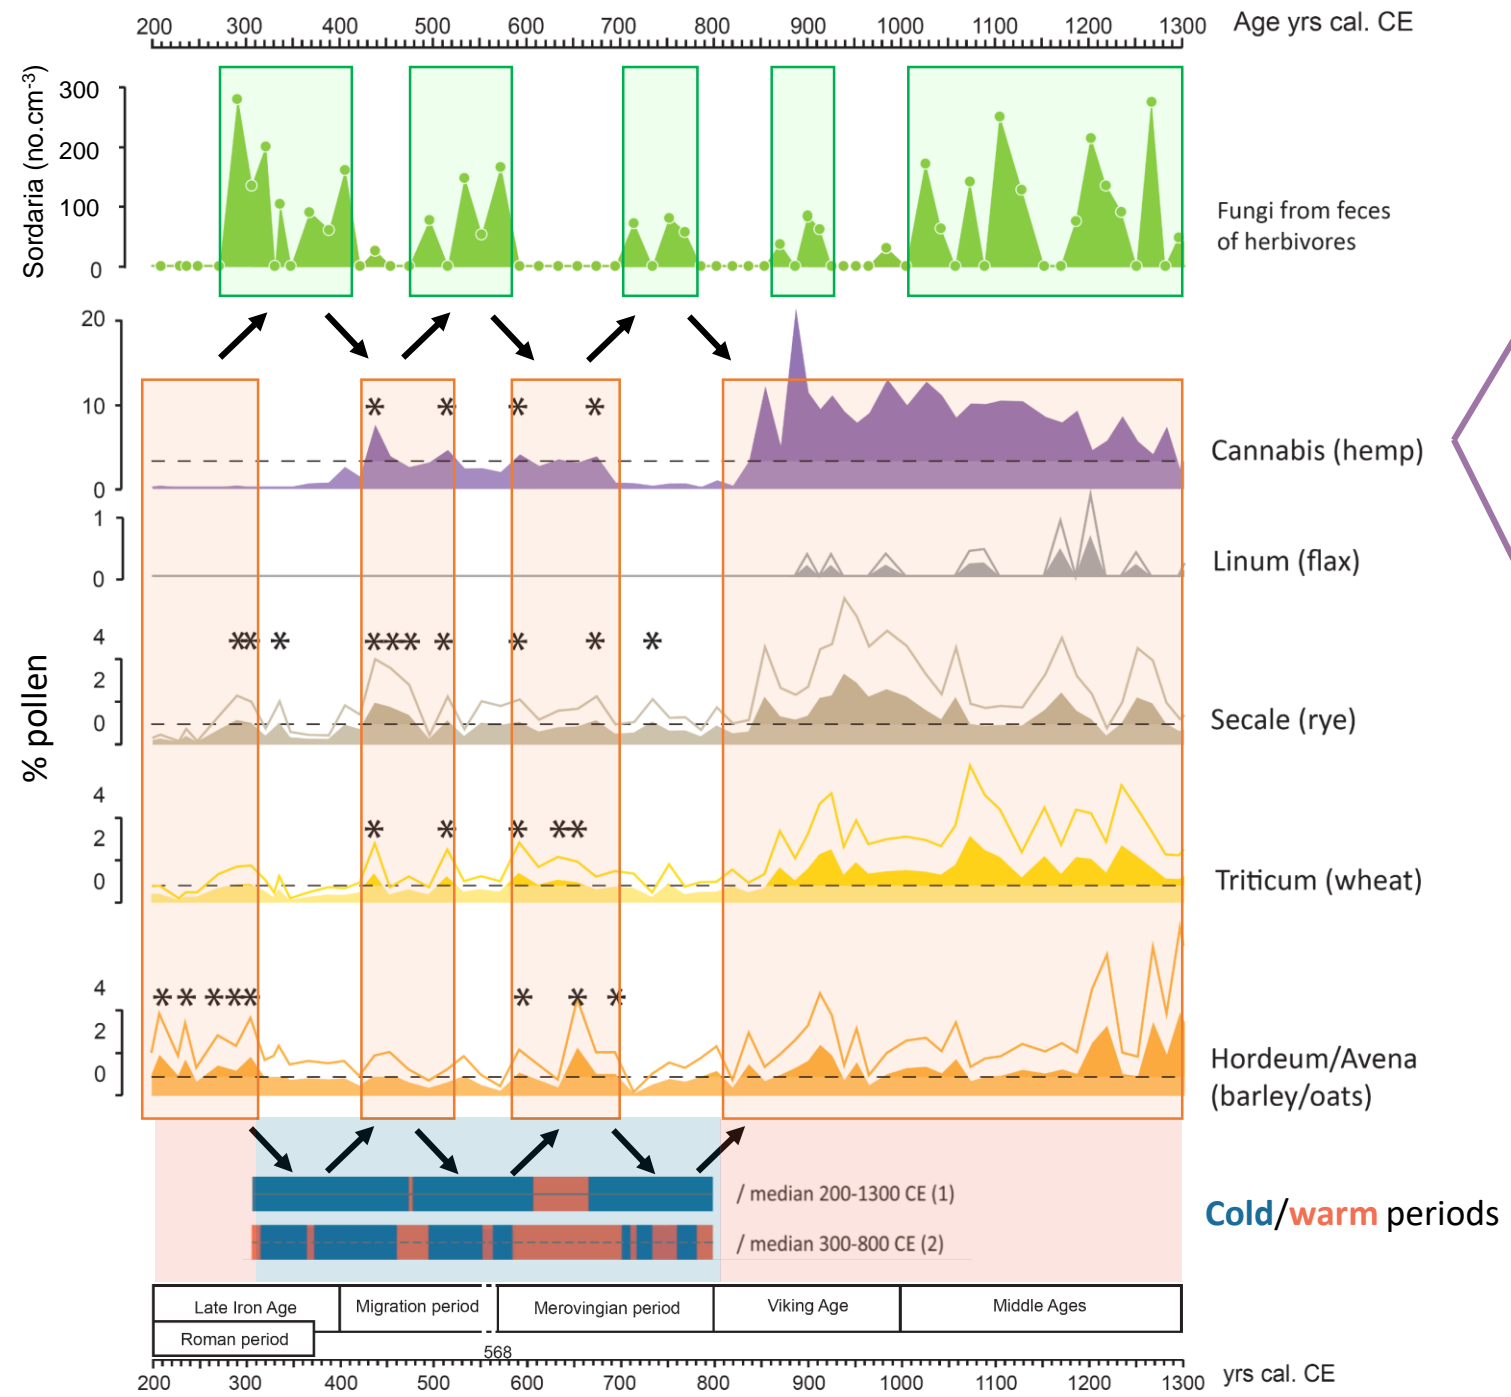 200 300 400 500 600 700 800 900 1000 1100 1200 1300 Age yrs cal. CE
Sordaria (no.cm-3)
300
200
100
0
Fungi from feces
of herbivores
% pollen
20
10
0
* * * *
Cannabis (hemp)
1
0
Linum (flax)
4
2
0
** * *** * * * *
Secale (rye)
4
2
0
* * * **
Triticum (wheat)
4
2
0
* * * ** * * *
Hordeum/Avena
(barley/oats)
/ median 200-1300 CE (1)
/ median 300-800 CE (2)
Cold/warm periods
Late Iron Age Migration period Merovingian period Viking Age Middle Ages
Roman period
568
200 300 400 500 600 700 800 900 1000 1100 1200 1300 yrs cal. CE